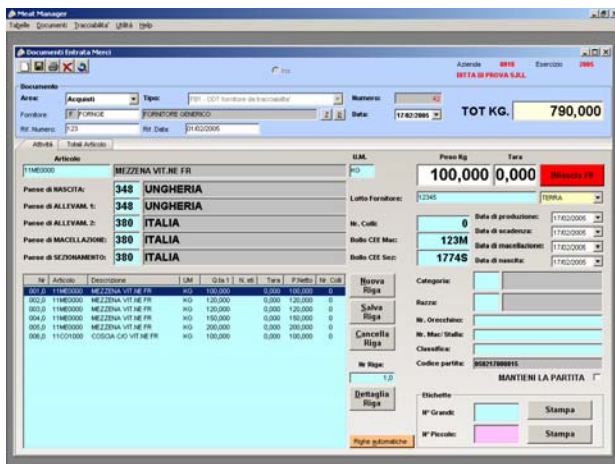 Meat Manager
Tabelle Documenti Tracciabilita' Utilità Help
Documenti Entrata Merci
Ins
Azienda 0010 Esercizio 2005
DITTA DI PROVA S.R.L.
Documento
Area: Acquisti Tipo: FB1 - DDT fornitore da tracciabilita' Numero: 42
TOT KG. 790,000
Fornitore: F FORNGE FORNITORE GENERICO Data: 17/02/2005
Rif. Numero: 123 Rif. Data: 01/02/2005
Attività Totali Articolo
Articolo U.M. Peso Kg Tara
11ME0000 MEZZENA VIT.NE FR KG 100,000 0,000 Bilancia FR
Paese di NASCITA: 348 UNGHERIA
Paese di ALLEVAM. 1: 348 UNGHERIA
Paese di ALLEVAM. 2: 380 ITALIA
Paese di MACELLAZIONE: 380 ITALIA
Paese di SEZIONAMENTO: 380 ITALIA
Lotto Fornitore: 12345 TERRA
Nr. Colli: 0
Bollo CEE Mac: 123M
Bollo CEE Sez: 1774S
Data di produzione: 17/02/2005
Data di scadenza: 17/02/2005
Data di macellazione: 17/02/2005
Data di nascita: 17/02/2005
Nr Articolo Descrizione UM Q.ta 1 N. eti Tara P.Netto Nr. Colli
001,0 11ME0000 MEZZENA VIT.NE FR KG 100,000 0,000 100,000 0
002,0 11ME0000 MEZZENA VIT.NE FR KG 120,000 0,000 120,000 0
003,0 11ME0000 MEZZENA VIT.NE FR KG 120,000 0,000 120,000 0
004,0 11ME0000 MEZZENA VIT.NE FR KG 150,000 0,000 150,000 0
005,0 11ME0000 MEZZENA VIT.NE FR KG 200,000 0,000 200,000 0
006,0 11CO1000 COSCIA C/O VIT.NE FR KG 100,000 0,000 100,000 0
Nuova Riga
Salva Riga
Cancella Riga
Nr Riga:
1,0
Dettaglia Riga
Righe automatiche
Categoria:
Razza:
Nr. Orecchino:
Nr. Mac/Stalla:
Classifica:
Codice partita: 050217000015
MANTIENI LA PARTITA
Etichette
N° Grandi: Stampa
N° Piccole: Stampa